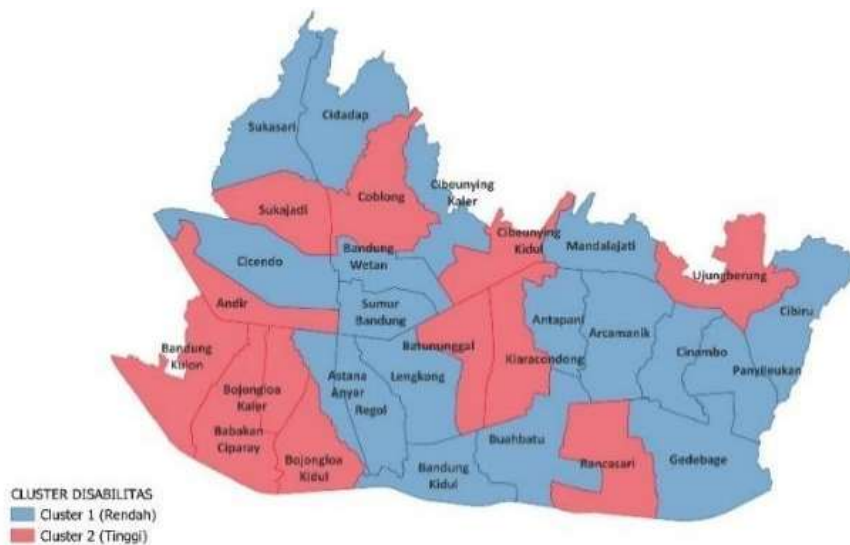 Cidadap
Sukasari
Cibeunying
Kaler
Coblong
Sukajadi
Cibeunying
Kidul
Mandalajati
Bandung
Wetan
Cicendo
Ujungberung
Andir
Sumur
Bandung
Cibiru
Antapani
Arcamanik
Batununggal
Kiaracondong
Cinambo
Bandung
Kulon
Panyileukan
Astana
Anyar
Lengkong
Regol
Bojongloa
Kaler
Babakan
Ciparay
Buahbatu
Bojongloa
Kidul
Bandung
Kidul
Rancasari
Gedebage
CLUSTER DISABILITAS
Cluster 1 (Rendah)
Cluster 2 (Tinggi)